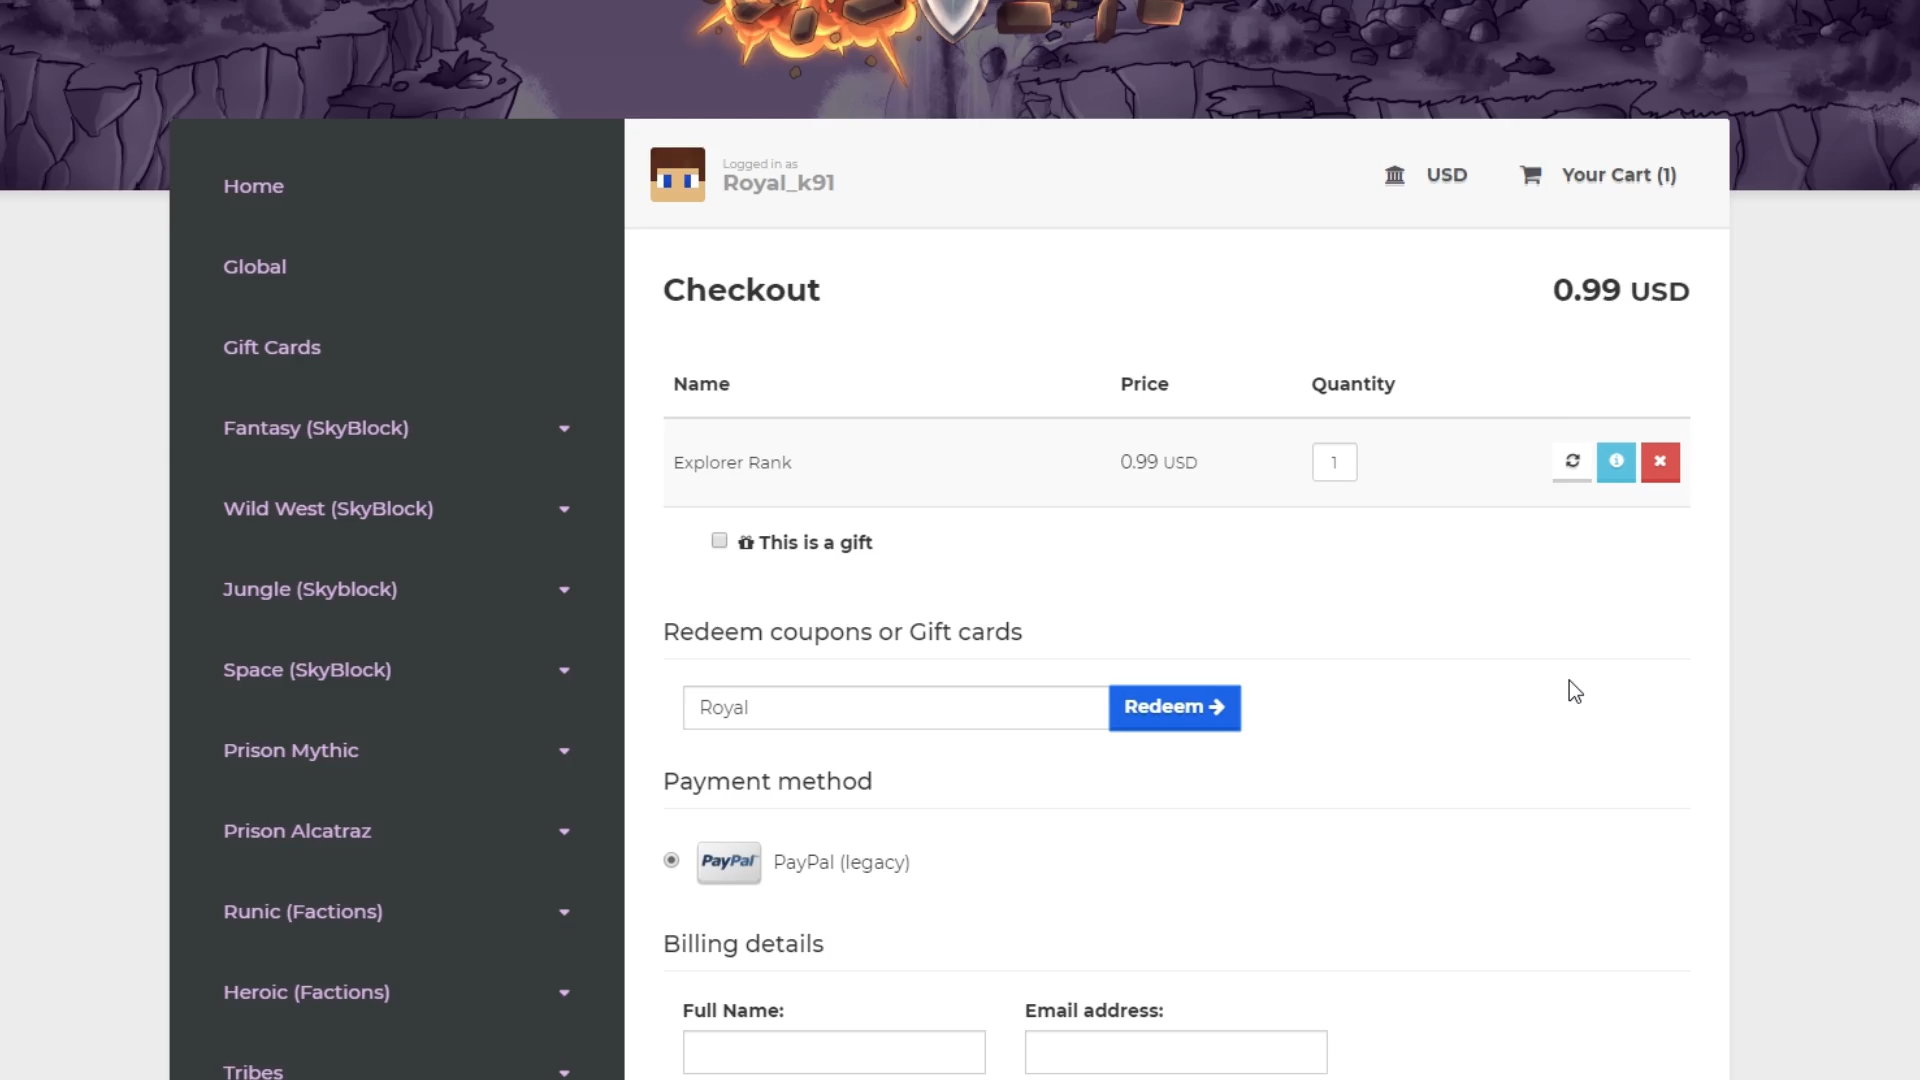 Home
Global
Gift Cards
Fantasy (SkyBlock)
Wild West (SkyBlock)
Jungle (Skyblock)
Space (SkyBlock)
Prison Mythic
Prison Alcatraz
Runic (Factions)
Heroic (Factions)
Tribes
Logged in as
Royal_k91
USD
Your Cart (1)
Checkout
0.99 USD
Name Price Quantity
Explorer Rank 0.99 USD 1
This is a gift
Redeem coupons or Gift cards
Royal
Redeem
Payment method
PayPal PayPal (legacy)
Billing details
Full Name: Email address: